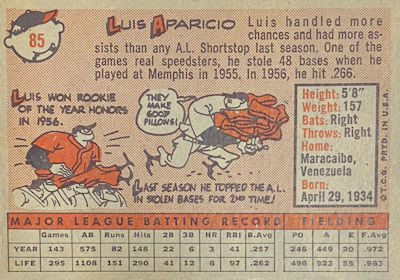 85
LUIS APARICIO
Luis handled more
chances and had more as-
sists than any A.L. Shortstop last season. One of the
games real speedsters, he stole 48 bases when he
played at Memphis in 1955. In 1956, he hit .266.
LUIS WON ROOKIE
OF THE YEAR HONORS
IN 1956.
THEY
MAKE
GOOD
PILLOWS!
LAST SEASON HE TOPPED THE A.L.
IN STOLEN BASES FOR 2ND TIME!
Height: 5'8"
Weight: 157
Bats: Right
Throws: Right
Home:
Maracaibo,
Venezuela
Born:
April 29, 1934
©T.C.G. PRTD. IN U.S.A.
MAJOR LEAGUE BATTING RECORD FIELDING
Games AB Runs Hits 2B 3B HR RBI B.Avg. PO A E F.Avg.
YEAR 143 575 82 148 22 6 3 41 .257 246 449 20 .972
LIFE 295 1108 151 290 41 12 6 97 .262 496 923 55 .963